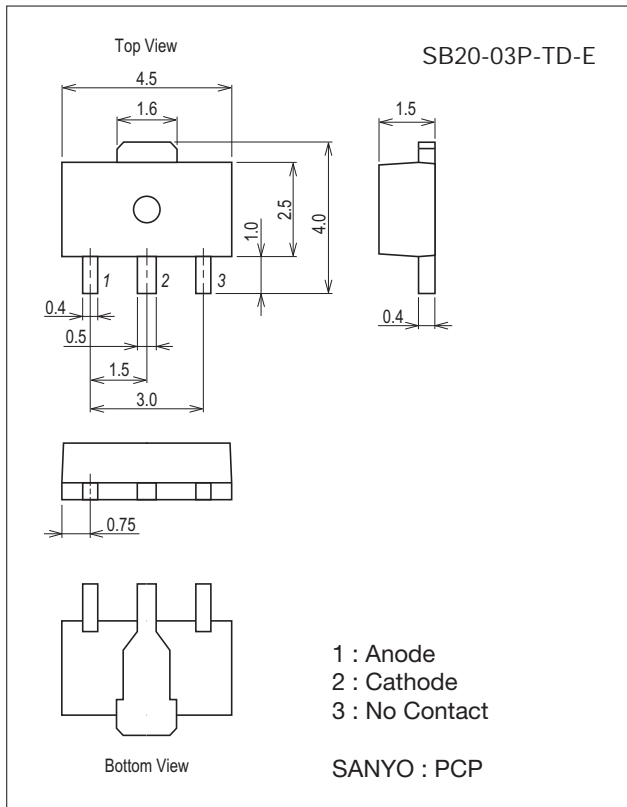 Top View
SB20-03P-TD-E
4.5
1.6
1.5
2.5
4.0
1.0
1
2
3
0.4
0.5
1.5
3.0
0.4
0.75
1 : Anode
2 : Cathode
3 : No Contact
Bottom View
SANYO : PCP